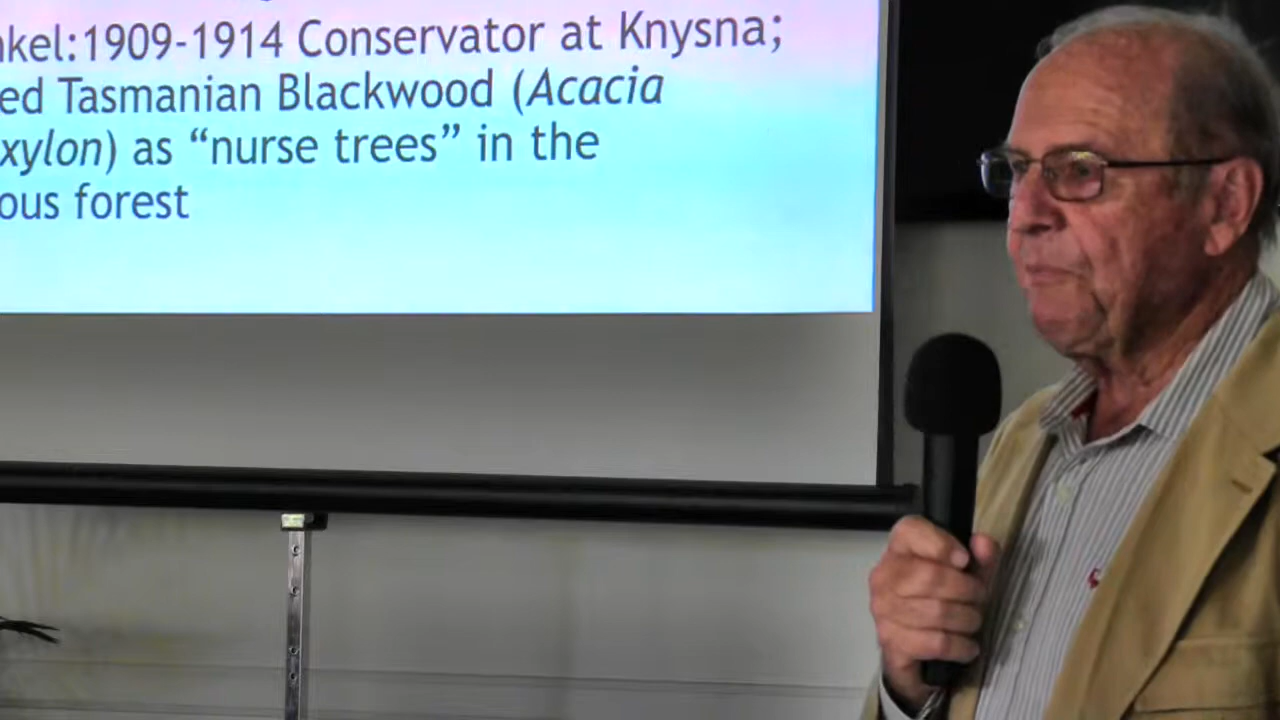 nkel:1909-1914 Conservator at Knysna;
ed Tasmanian Blackwood (Acacia
xylon) as “nurse trees” in the
ous forest